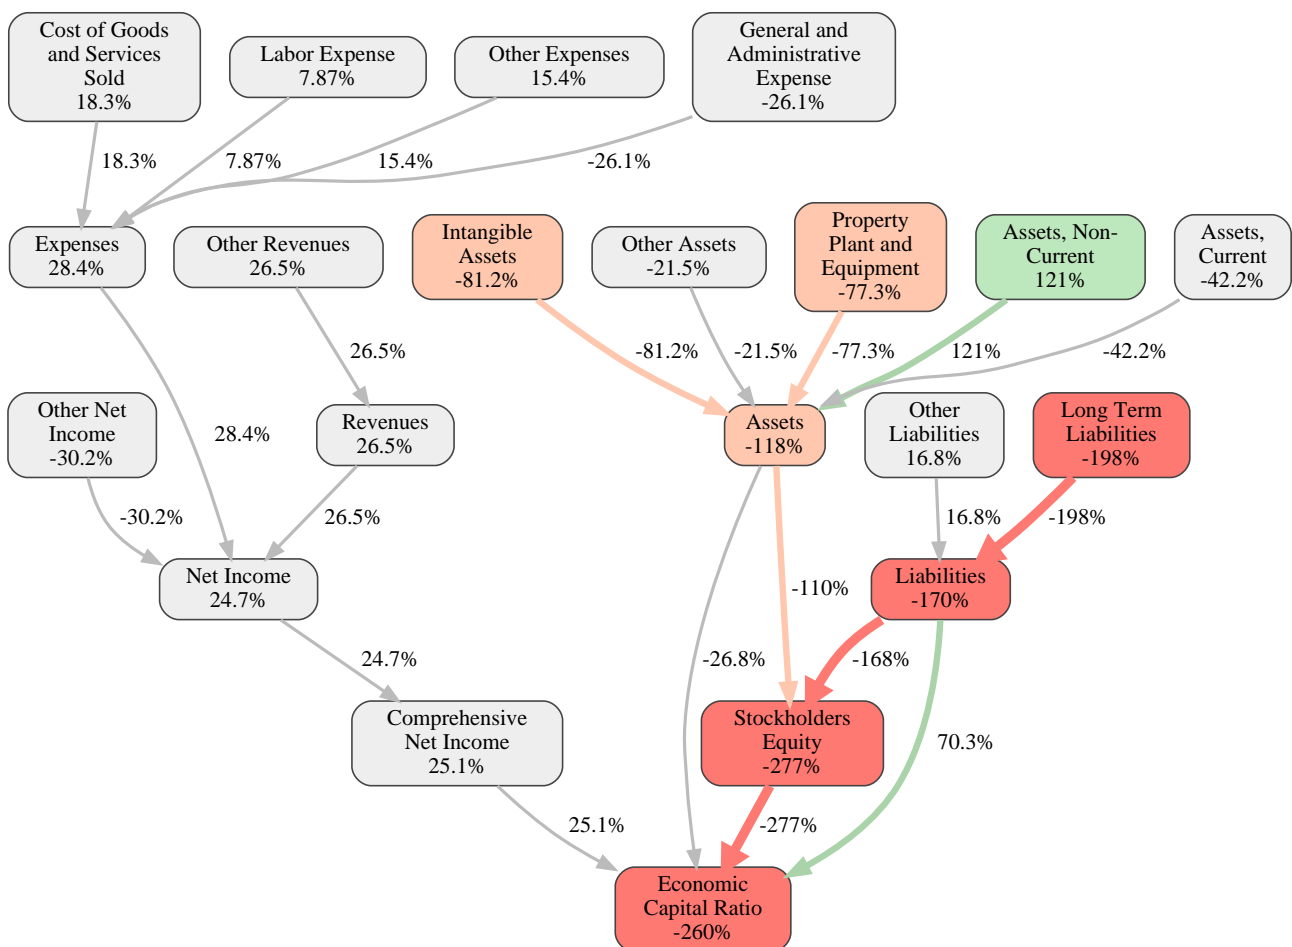 Cost of Goods
and Services
Sold
18.3%
Labor Expense
7.87%
Other Expenses
15.4%
General and
Administrative
Expense
-26.1%
18.3%
7.87%
15.4%
-26.1%
Expenses
28.4%
Other Revenues
26.5%
Intangible
Assets
-81.2%
Other Assets
-21.5%
Property
Plant and
Equipment
-77.3%
Assets, Non-
Current
121%
Assets,
Current
-42.2%
26.5%
-81.2%
-21.5%
-77.3%
121%
-42.2%
Other Net
Income
-30.2%
28.4%
Revenues
26.5%
Assets
-118%
Other
Liabilities
16.8%
Long Term
Liabilities
-198%
-30.2%
26.5%
16.8%
-198%
Net Income
24.7%
-110%
Liabilities
-170%
24.7%
-26.8%
-168%
Comprehensive
Net Income
25.1%
Stockholders
Equity
-277%
70.3%
25.1%
-277%
Economic
Capital Ratio
-260%